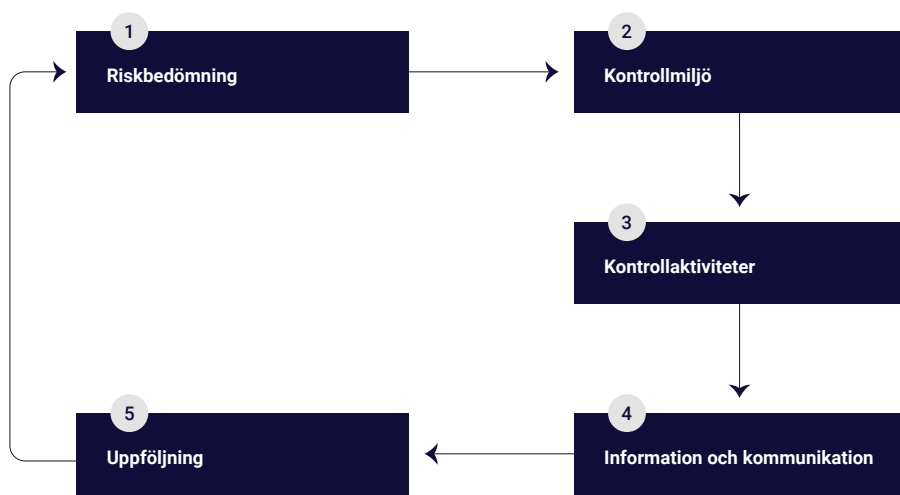 1
Riskbedömning
2
Kontrollmiljö
3
Kontrollaktiviteter
4
Information och kommunikation
5
Uppföljning